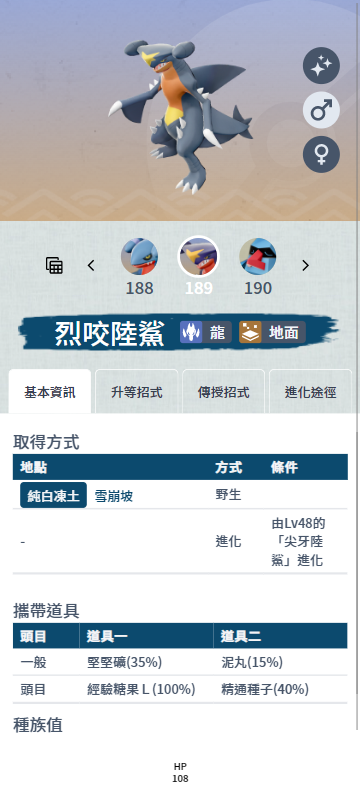 188 189 190
烈咬陸鯊 龍 地面
基本資訊 升等招式 傳授招式 進化途徑
取得方式
地點 方式 條件
純白凍土 雪崩坡 野生
- 進化 由Lv48的
「尖牙陸
鯊」進化
攜帶道具
頭目 道具一 道具二
一般 堅堅礦(35%) 泥丸(15%)
頭目 經驗糖果Ｌ(100%) 精通種子(40%)
種族值
HP
108